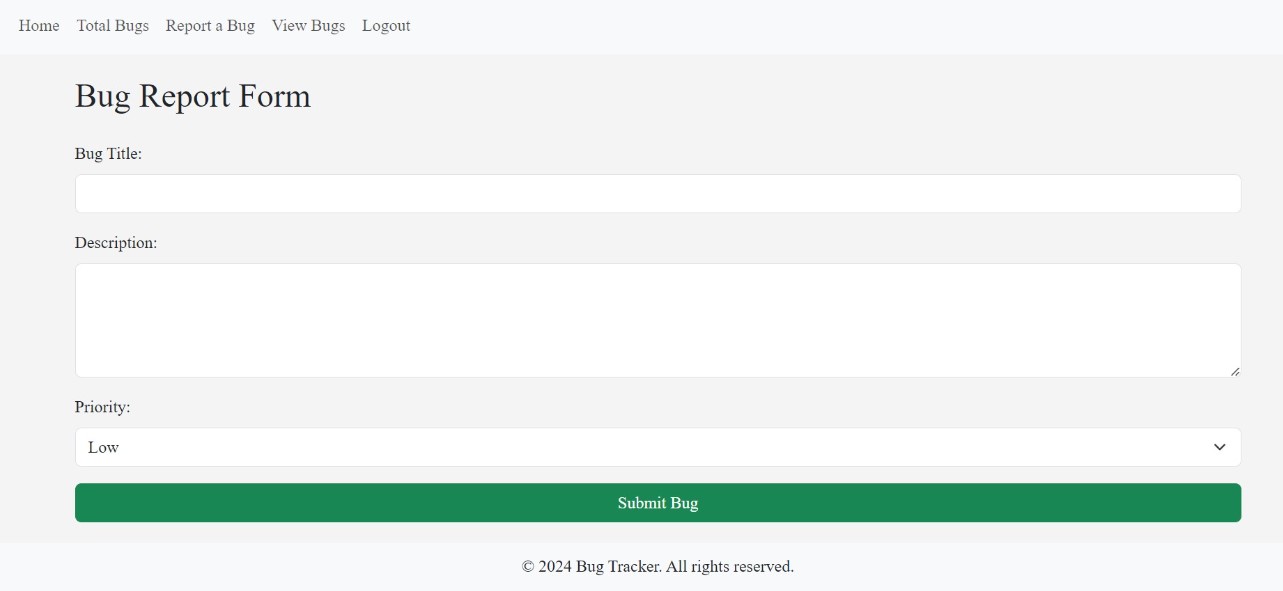 Home Total Bugs Report a Bug View Bugs Logout
Bug Report Form
Bug Title:
Description:
Priority:
Low
Submit Bug
© 2024 Bug Tracker. All rights reserved.